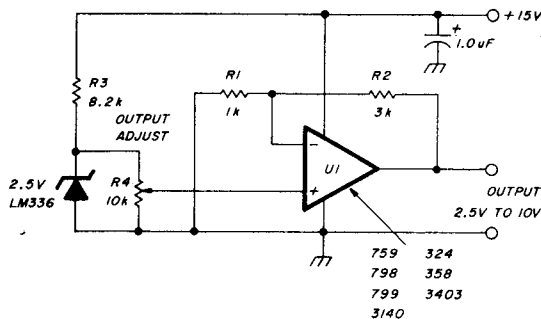 +15V
+
1.0uF
R3
8.2k
R1
1k
R2
3k
OUTPUT
ADJUST
2.5V
LM336
R4
10k
−
U1
+
OUTPUT
2.5V TO 10V
759 324
798 358
799 3403
3140